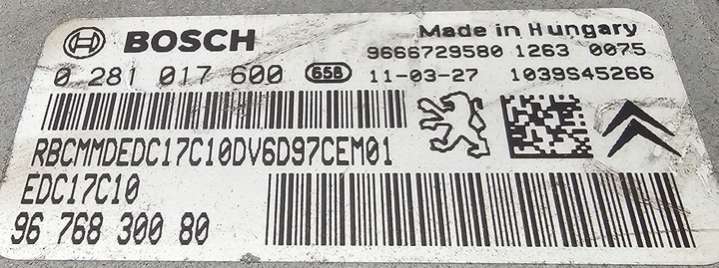 BOSCH
Made in Hungary
9666729580 1263 0075
0 281 017 600 65B 11-03-27 1039S45266
RBCMMDEDC17C10DV6D97CEM01
EDC17C10
96 768 300 80